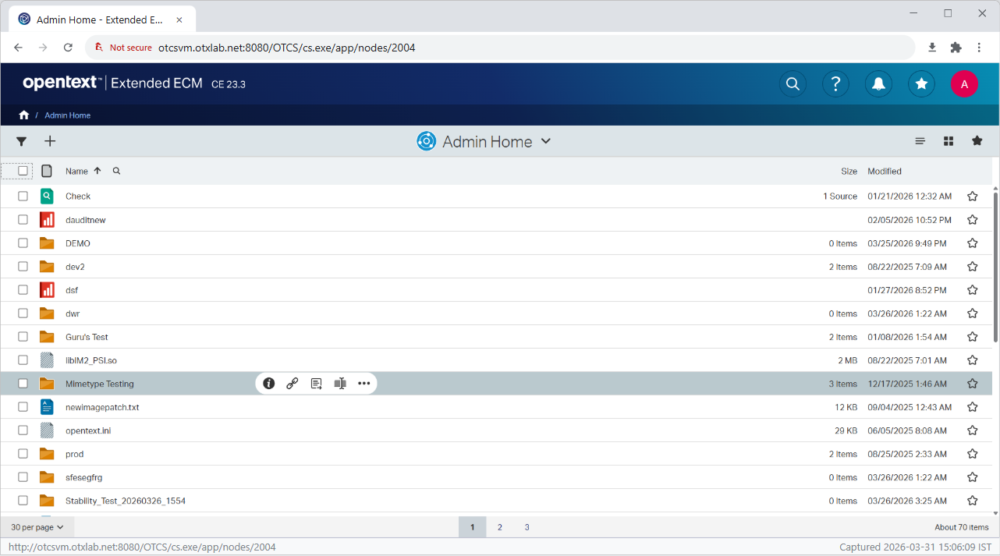 Admin Home - Extended E...
Not secure otcsvm.otxlab.net:8080/OTCS/cs.exe/app/nodes/2004
opentext™ | Extended ECM CE 23.3
A
/ Admin Home
Admin Home
Name Size Modified
Check 1 Source 01/21/2026 12:32 AM
dauditnew 02/05/2026 10:52 PM
DEMO 0 Items 03/25/2026 9:49 PM
dev2 2 Items 08/22/2025 7:09 AM
dsf 01/27/2026 8:52 PM
dwr 0 Items 03/26/2026 1:22 AM
Guru's Test 2 Items 01/08/2026 1:54 AM
libIM2_PSI.so 2 MB 08/22/2025 7:01 AM
Mimetype Testing 3 Items 12/17/2025 1:46 AM
newimagepatch.txt 12 KB 09/04/2025 12:43 AM
opentext.ini 29 KB 06/05/2025 8:08 AM
prod 2 Items 08/25/2025 2:33 AM
sfesegfrg 0 Items 03/26/2026 1:22 AM
Stability_Test_20260326_1554 0 Items 03/26/2026 3:25 AM
30 per page 1 2 3 About 70 items
http://otcsvm.otxlab.net:8080/OTCS/cs.exe/app/nodes/2004 Captured 2026-03-31 15:06:09 IST